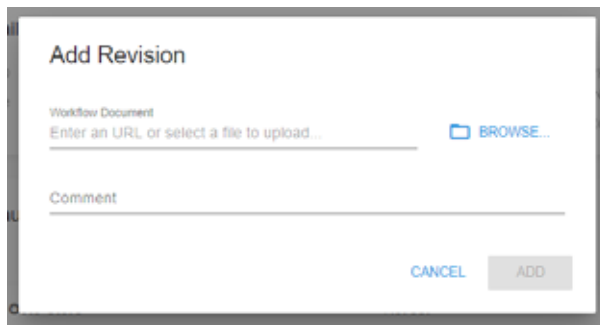 Add Revision
Workflow Document
Enter an URL or select a file to upload...
BROWSE...
Comment
CANCEL
ADD